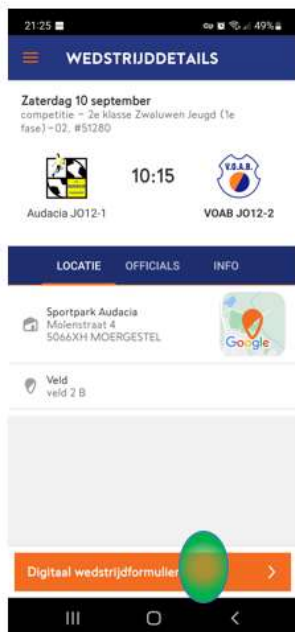 21:25
49%
WEDSTRIJDDETAILS
Zaterdag 10 september
competitie - 2e klasse Zwaluwen Jeugd (1e
fase)-02, #51280
V.O.A.B.
10:15
Audacia JO12-1
VOAB JO12-2
LOCATIE OFFICIALS INFO
Sportpark Audacia
Molenstraat 4
5066XH MOERGESTEL
Google
Veld
veld 2 B
Digitaal wedstrijdformulier